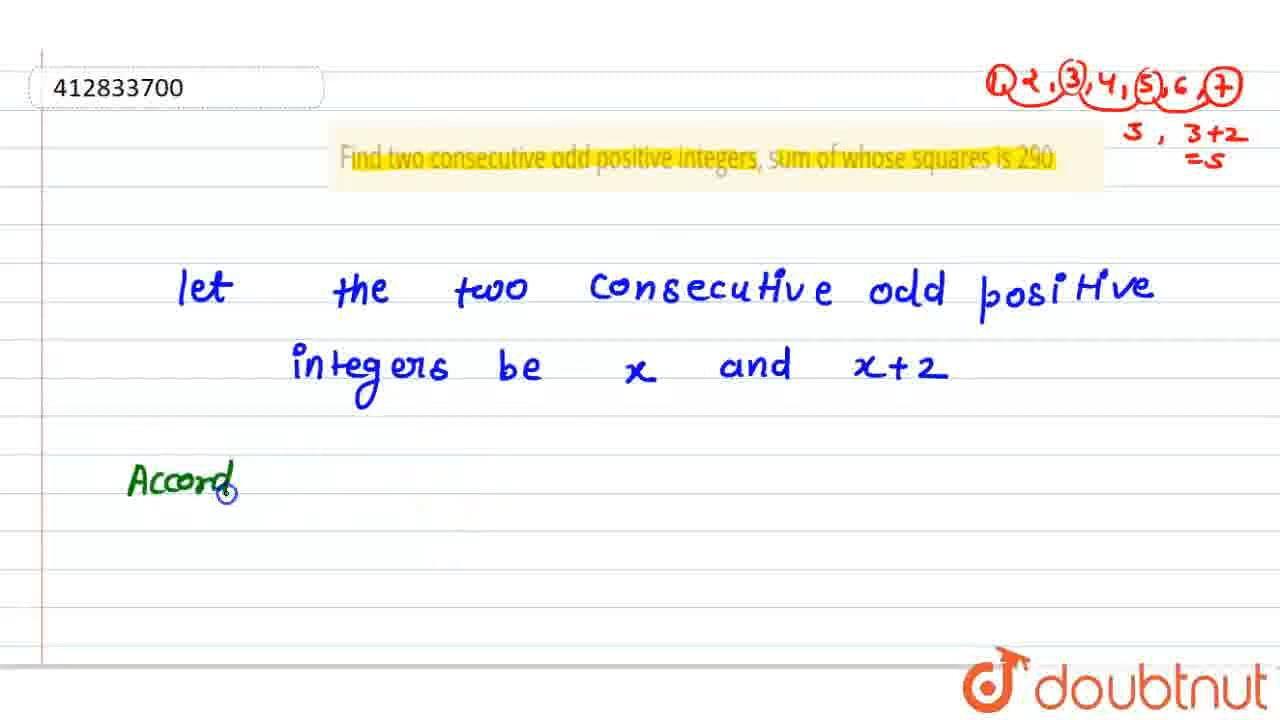 412833700
1, 2, 3, 4, 5, 6, 7
3, 3+2
=5
Find two consecutive odd positive integers, sum of whose squares is 290
let the two consecutive odd positive
integers be x and x+2
Accord
doubtnut